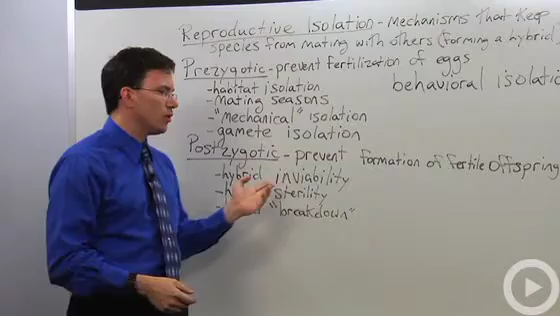 Reproductive Isolation - Mechanisms that keep
species from mating with others (forming a hybrid
Prezygotic - prevent fertilization of eggs
behavioral isolatio
- habitat isolation
- Mating seasons
- "mechanical" isolation
- gamete isolation
Postzygotic - prevent formation of fertile offspring
- hybrid inviability
sterility
"breakdown"